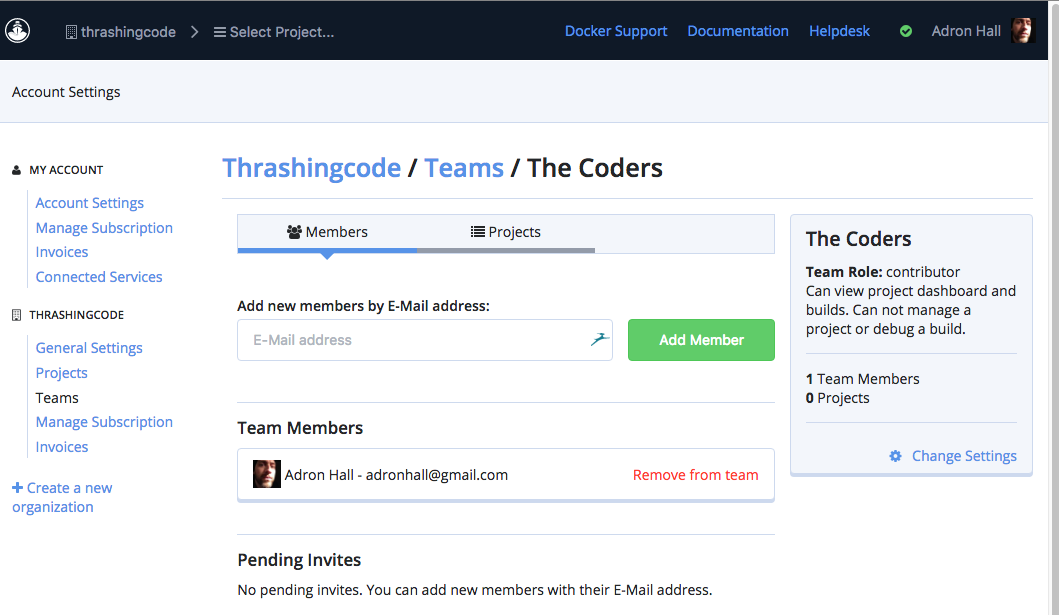 thrashingcode
Select Project...
Docker Support
Documentation
Helpdesk
Adron Hall
Account Settings
MY ACCOUNT
Account Settings
Manage Subscription
Invoices
Connected Services
THRASHINGCODE
General Settings
Projects
Teams
Manage Subscription
Invoices
Create a new
organization
Thrashingcode / Teams / The Coders
Members
Projects
Add new members by E-Mail address:
E-Mail address
Add Member
Team Members
Adron Hall - adronhall@gmail.com
Remove from team
Pending Invites
No pending invites. You can add new members with their E-Mail address.
The Coders
Team Role: contributor
Can view project dashboard and
builds. Can not manage a
project or debug a build.
1 Team Members
0 Projects
Change Settings